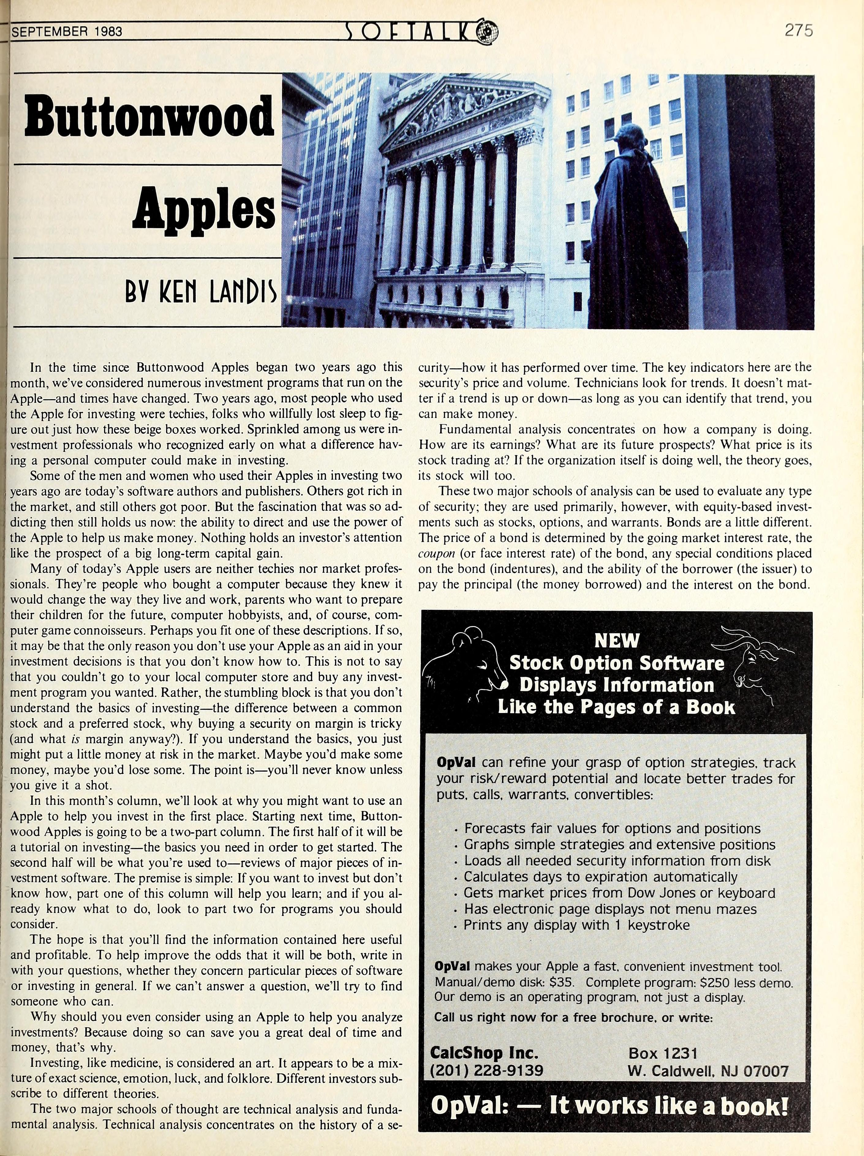 SEPTEMBER 1983
SOFTALK
275
Buttonwood
Apples
BY KEN LANDIS
In the time since Buttonwood Apples began two years ago this
month, we've considered numerous investment programs that run on the
Apple—and times have changed. Two years ago, most people who used
the Apple for investing were techies, folks who willfully lost sleep to fig-
ure out just how these beige boxes worked. Sprinkled among us were in-
vestment professionals who recognized early on what a difference hav-
ing a personal computer could make in investing.
Some of the men and women who used their Apples in investing two
years ago are today's software authors and publishers. Others got rich in
the market, and still others got poor. But the fascination that was so ad-
dicting then still holds us now: the ability to direct and use the power of
the Apple to help us make money. Nothing holds an investor's attention
like the prospect of a big long-term capital gain.
Many of today's Apple users are neither techies nor market profes-
sionals. They're people who bought a computer because they knew it
would change the way they live and work, parents who want to prepare
their children for the future, computer hobbyists, and, of course, com-
puter game connoisseurs. Perhaps you fit one of these descriptions. If so,
it may be that the only reason you don't use your Apple as an aid in your
investment decisions is that you don't know how to. This is not to say
that you couldn't go to your local computer store and buy any invest-
ment program you wanted. Rather, the stumbling block is that you don't
understand the basics of investing—the difference between a common
stock and a preferred stock, why buying a security on margin is tricky
(and what is margin anyway?). If you understand the basics, you just
might put a little money at risk in the market. Maybe you'd make some
money, maybe you'd lose some. The point is—you'll never know unless
you give it a shot.
In this month's column, we'll look at why you might want to use an
Apple to help you invest in the first place. Starting next time, Button-
wood Apples is going to be a two-part column. The first half of it will be
a tutorial on investing—the basics you need in order to get started. The
second half will be what you're used to—reviews of major pieces of in-
vestment software. The premise is simple: If you want to invest but don't
know how, part one of this column will help you learn; and if you al-
ready know what to do, look to part two for programs you should
consider.
The hope is that you'll find the information contained here useful
and profitable. To help improve the odds that it will be both, write in
with your questions, whether they concern particular pieces of software
or investing in general. If we can't answer a question, we'll try to find
someone who can.
Why should you even consider using an Apple to help you analyze
investments? Because doing so can save you a great deal of time and
money, that's why.
Investing, like medicine, is considered an art. It appears to be a mix-
ture of exact science, emotion, luck, and folklore. Different investors sub-
scribe to different theories.
The two major schools of thought are technical analysis and funda-
mental analysis. Technical analysis concentrates on the history of a se-
curity—how it has performed over time. The key indicators here are the
security's price and volume. Technicians look for trends. It doesn't mat-
ter if a trend is up or down—as long as you can identify that trend, you
can make money.
Fundamental analysis concentrates on how a company is doing.
How are its earnings? What are its future prospects? What price is its
stock trading at? If the organization itself is doing well, the theory goes,
its stock will too.
These two major schools of analysis can be used to evaluate any type
of security; they are used primarily, however, with equity-based invest-
ments such as stocks, options, and warrants. Bonds are a little different.
The price of a bond is determined by the going market interest rate, the
coupon (or face interest rate) of the bond, any special conditions placed
on the bond (indentures), and the ability of the borrower (the issuer) to
pay the principal (the money borrowed) and the interest on the bond.
NEW
Stock Option Software
Displays Information
Like the Pages of a Book
OpVal can refine your grasp of option strategies, track
your risk/reward potential and locate better trades for
puts, calls, warrants, convertibles:
· Forecasts fair values for options and positions
· Graphs simple strategies and extensive positions
· Loads all needed security information from disk
· Calculates days to expiration automatically
· Gets market prices from Dow Jones or keyboard
· Has electronic page displays not menu mazes
· Prints any display with 1 keystroke
OpVal makes your Apple a fast, convenient investment tool.
Manual/demo disk: $35. Complete program: $250 less demo.
Our demo is an operating program, not just a display.
Call us right now for a free brochure, or write:
CalcShop Inc.
(201) 228-9139
Box 1231
W. Caldwell, NJ 07007
OpVal: — It works like a book!